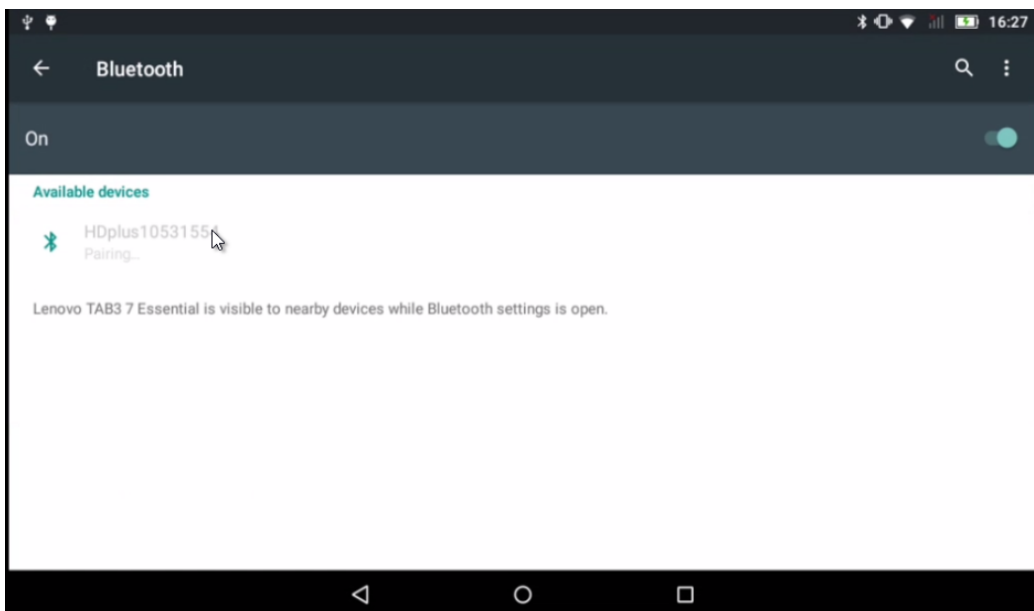 16:27
Bluetooth
On
Available devices
Pairing...
Lenovo TAB3 7 Essential is visible to nearby devices while Bluetooth settings is open.